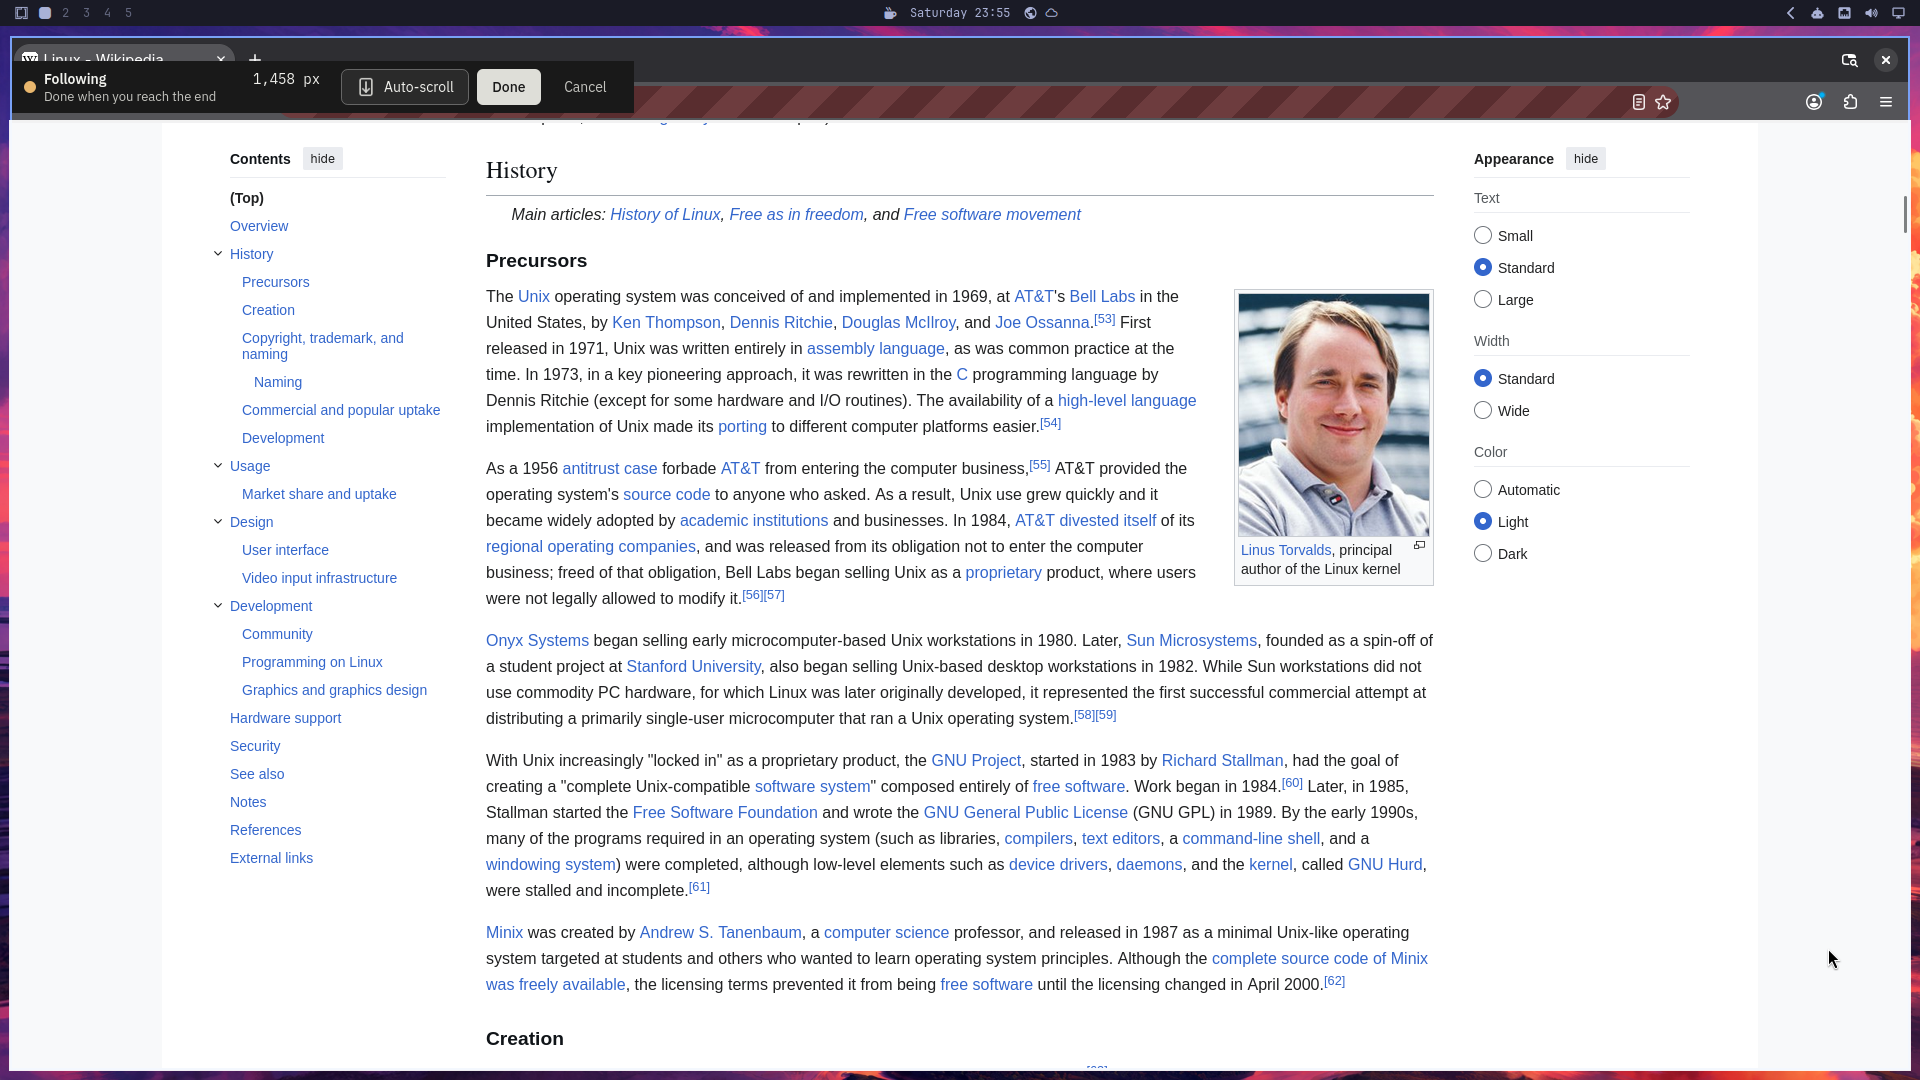 2 3 4 5
Saturday 23:55
Linux - Wikipedia
Following
Done when you reach the end
1,458 px
Auto-scroll
Done
Cancel
Contents hide
(Top)
Overview
History
Precursors
Creation
Copyright, trademark, and
naming
Naming
Commercial and popular uptake
Development
Usage
Market share and uptake
Design
User interface
Video input infrastructure
Development
Community
Programming on Linux
Graphics and graphics design
Hardware support
Security
See also
Notes
References
External links
History
Main articles: History of Linux, Free as in freedom, and Free software movement
Precursors
The Unix operating system was conceived of and implemented in 1969, at AT&T's Bell Labs in the
United States, by Ken Thompson, Dennis Ritchie, Douglas McIlroy, and Joe Ossanna.[53] First
released in 1971, Unix was written entirely in assembly language, as was common practice at the
time. In 1973, in a key pioneering approach, it was rewritten in the C programming language by
Dennis Ritchie (except for some hardware and I/O routines). The availability of a high-level language
implementation of Unix made its porting to different computer platforms easier.[54]
As a 1956 antitrust case forbade AT&T from entering the computer business,[55] AT&T provided the
operating system's source code to anyone who asked. As a result, Unix use grew quickly and it
became widely adopted by academic institutions and businesses. In 1984, AT&T divested itself of its
regional operating companies, and was released from its obligation not to enter the computer
business; freed of that obligation, Bell Labs began selling Unix as a proprietary product, where users
were not legally allowed to modify it.[56][57]
Linus Torvalds, principal
author of the Linux kernel
Onyx Systems began selling early microcomputer-based Unix workstations in 1980. Later, Sun Microsystems, founded as a spin-off of
a student project at Stanford University, also began selling Unix-based desktop workstations in 1982. While Sun workstations did not
use commodity PC hardware, for which Linux was later originally developed, it represented the first successful commercial attempt at
distributing a primarily single-user microcomputer that ran a Unix operating system.[58][59]
With Unix increasingly "locked in" as a proprietary product, the GNU Project, started in 1983 by Richard Stallman, had the goal of
creating a "complete Unix-compatible software system" composed entirely of free software. Work began in 1984.[60] Later, in 1985,
Stallman started the Free Software Foundation and wrote the GNU General Public License (GNU GPL) in 1989. By the early 1990s,
many of the programs required in an operating system (such as libraries, compilers, text editors, a command-line shell, and a
windowing system) were completed, although low-level elements such as device drivers, daemons, and the kernel, called GNU Hurd,
were stalled and incomplete.[61]
Minix was created by Andrew S. Tanenbaum, a computer science professor, and released in 1987 as a minimal Unix-like operating
system targeted at students and others who wanted to learn operating system principles. Although the complete source code of Minix
was freely available, the licensing terms prevented it from being free software until the licensing changed in April 2000.[62]
Creation
Appearance hide
Text
Small
Standard
Large
Width
Standard
Wide
Color
Automatic
Light
Dark